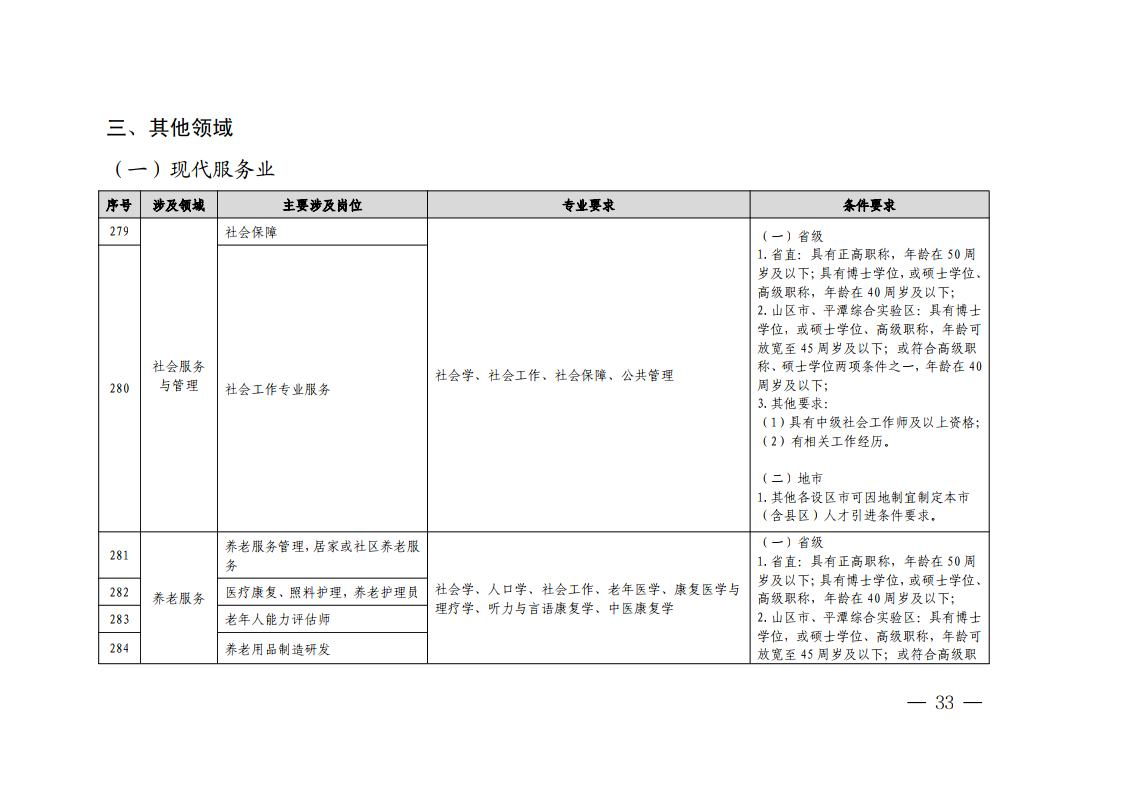 三、其他领域
（一）现代服务业
序号 涉及领域 主要涉及岗位 专业要求 条件要求
279
社会保障
280
社会服务
与管理
社会工作专业服务
社会学、社会工作、社会保障、公共管理
（一）省级
1.省直：具有正高职称，年龄在 50 周
岁及以下；具有博士学位，或硕士学位、
高级职称，年龄在 40 周岁及以下；
2.山区市、平潭综合实验区：具有博士
学位，或硕士学位、高级职称，年龄可
放宽至 45 周岁及以下；或符合高级职
称、硕士学位两项条件之一，年龄在 40
周岁及以下；
3.其他要求：
（1）具有中级社会工作师及以上资格；
（2）有相关工作经历。
（二）地市
1.其他各设区市可因地制宜制定本市
（含县区）人才引进条件要求。
281
养老服务管理，居家或社区养老服
务
282
医疗康复、照料护理，养老护理员
283
老年人能力评估师
284
养老用品制造研发
养老服务
社会学、人口学、社会工作、老年医学、康复医学与
理疗学、听力与言语康复学、中医康复学
（一）省级
1.省直：具有正高职称，年龄在 50 周
岁及以下；具有博士学位，或硕士学位、
高级职称，年龄在 40 周岁及以下；
2.山区市、平潭综合实验区：具有博士
学位，或硕士学位、高级职称，年龄可
放宽至 45 周岁及以下；或符合高级职
— 33 —